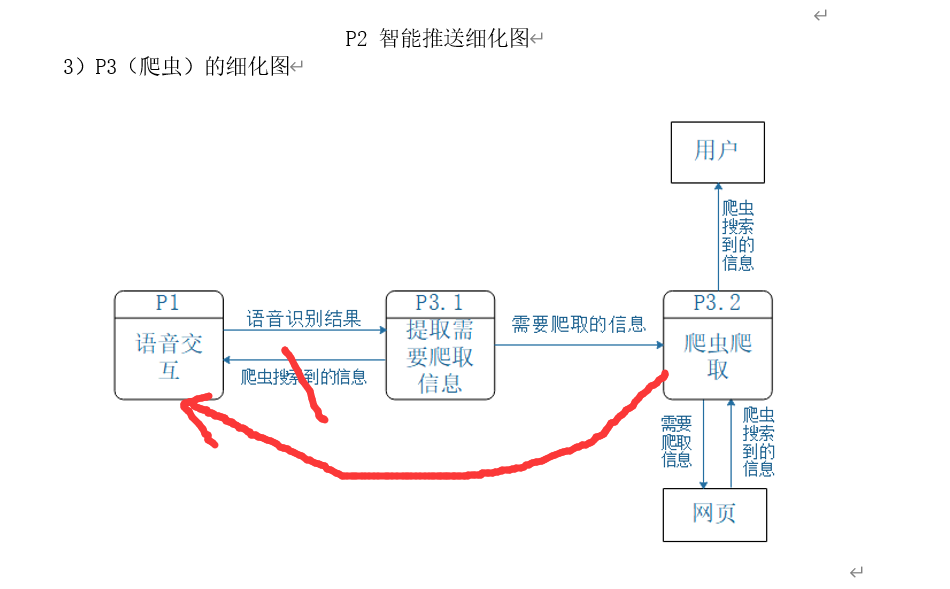 P2 智能推送细化图
3）P3（爬虫）的细化图
用户
爬虫
搜索
到的
信息
P1
语音交
互
语音识别结果
爬虫搜索到的信息
P3.1
提取需
要爬取
信息
需要爬取的信息
P3.2
爬虫爬
取
需要
爬取
信息
爬虫
搜索
到的
信息
网页